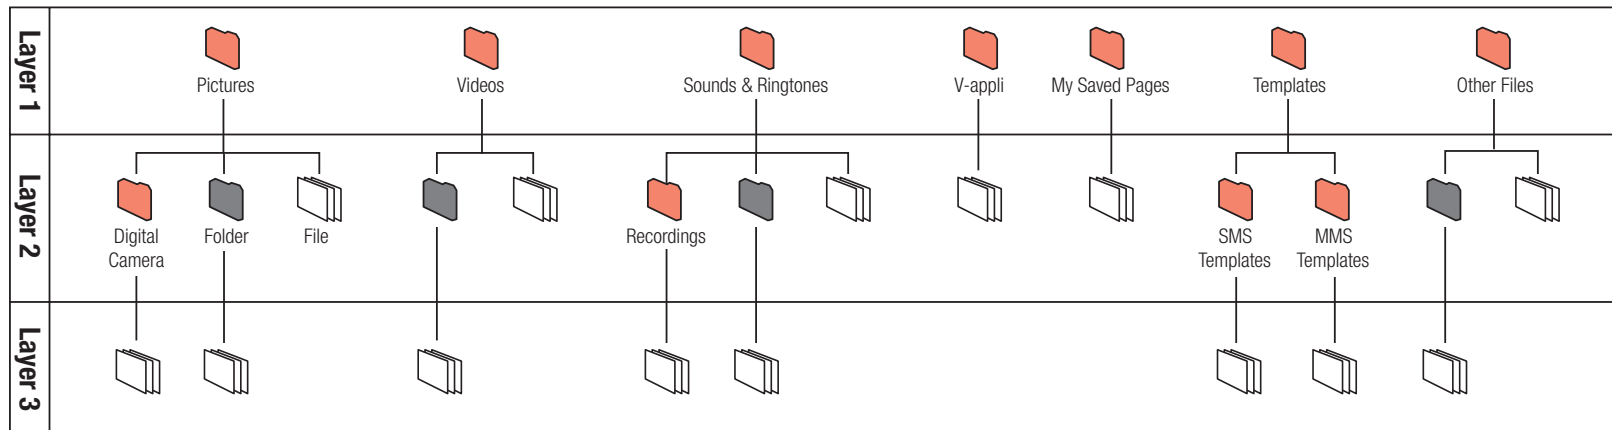 Layer 1
Pictures
Videos
Sounds & Ringtones
V-appli
My Saved Pages
Templates
Other Files
Layer 2
Digital
Camera
Folder
File
Recordings
SMS
Templates
MMS
Templates
Layer 3